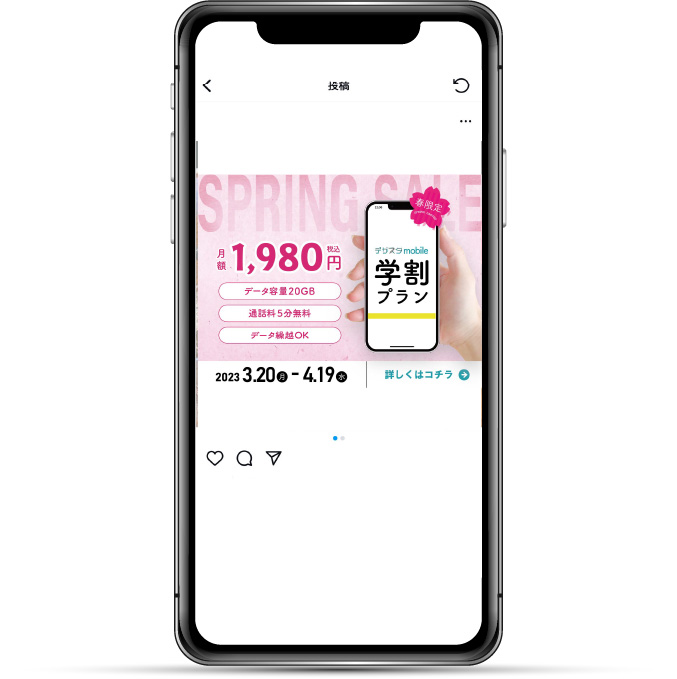 投稿
SPRING SALE
春限定
月額 1,980円 税込
データ容量20GB
通話料5分無料
データ繰越OK
デジスタmobile
学割
プラン
2023 3.20月 - 4.19水
詳しくはコチラ